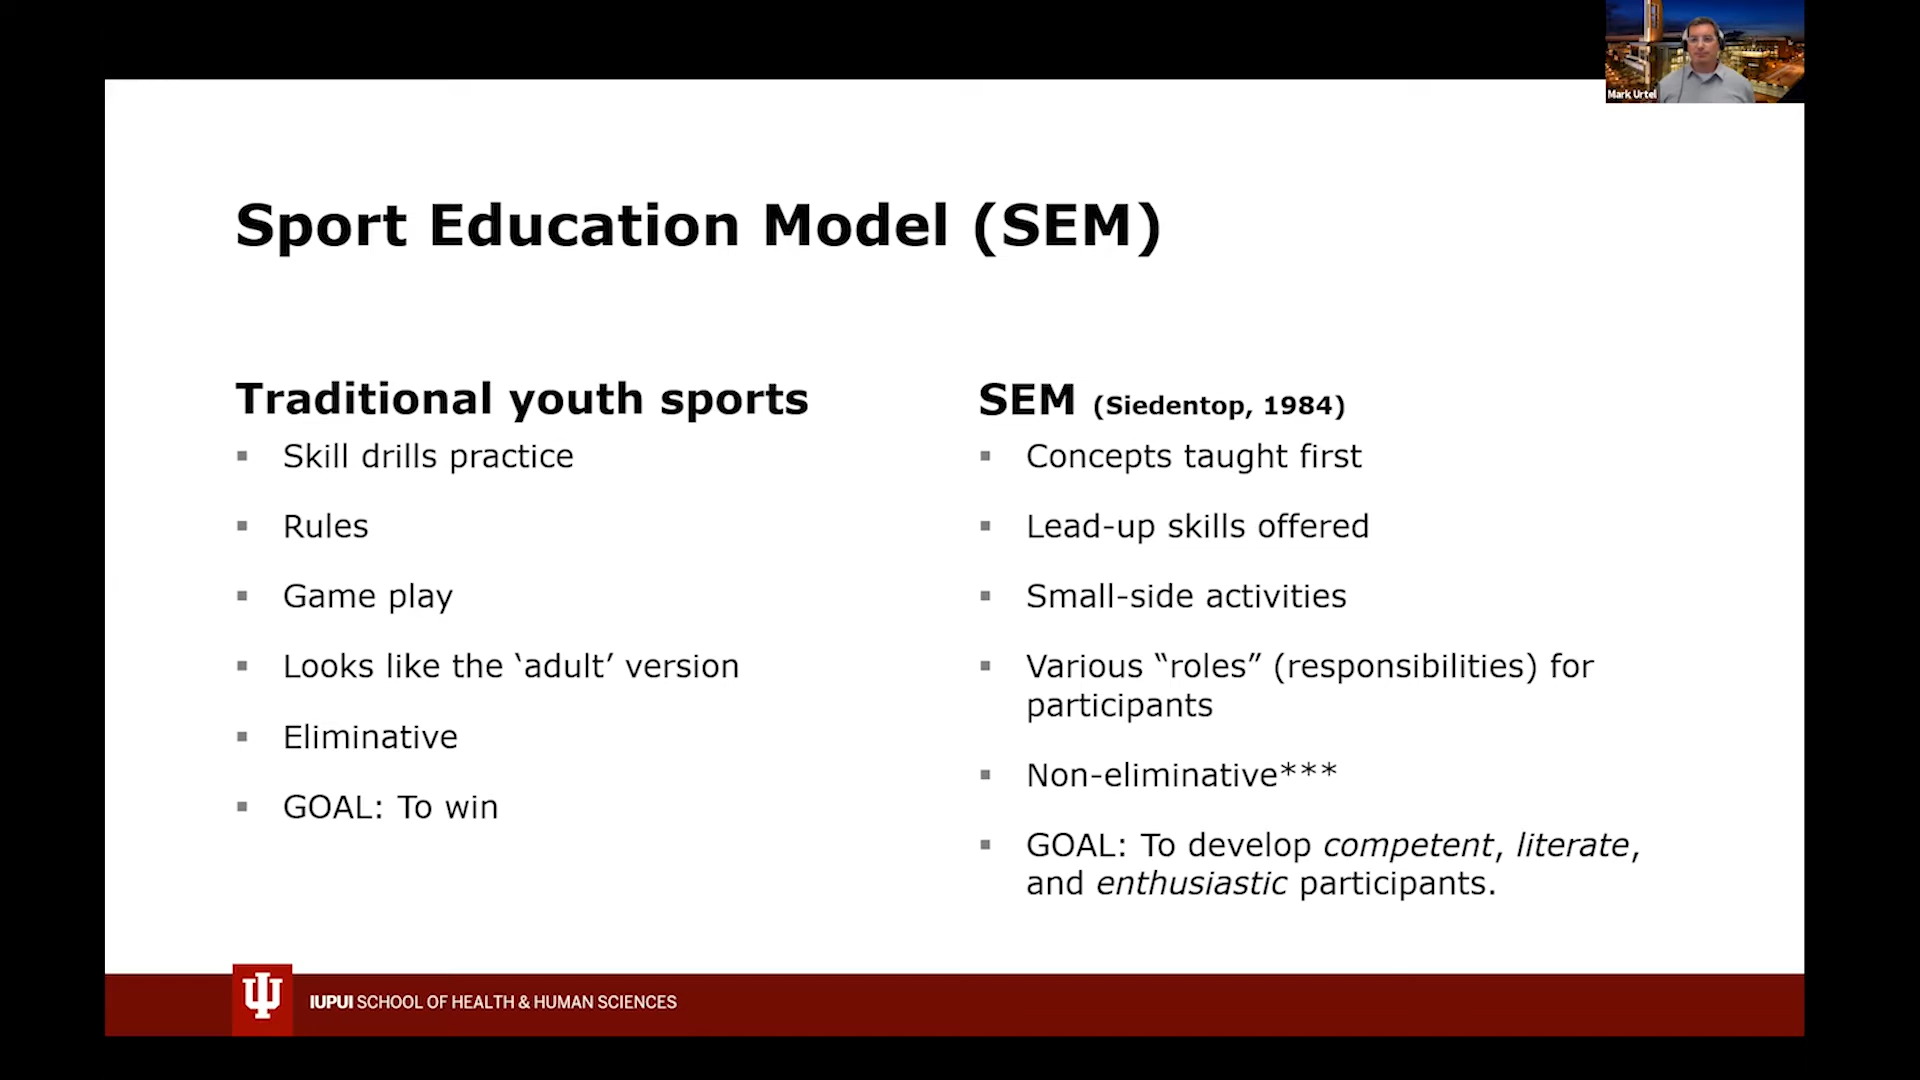 Mark Urtel
Sport Education Model (SEM)
Traditional youth sports
▪ Skill drills practice
▪ Rules
▪ Game play
▪ Looks like the ‘adult’ version
▪ Eliminative
▪ GOAL: To win
SEM (Siedentop, 1984)
▪ Concepts taught first
▪ Lead-up skills offered
▪ Small-side activities
▪ Various “roles” (responsibilities) for
participants
▪ Non-eliminative***
▪ GOAL: To develop competent, literate,
and enthusiastic participants.
IUPUI SCHOOL OF HEALTH & HUMAN SCIENCES